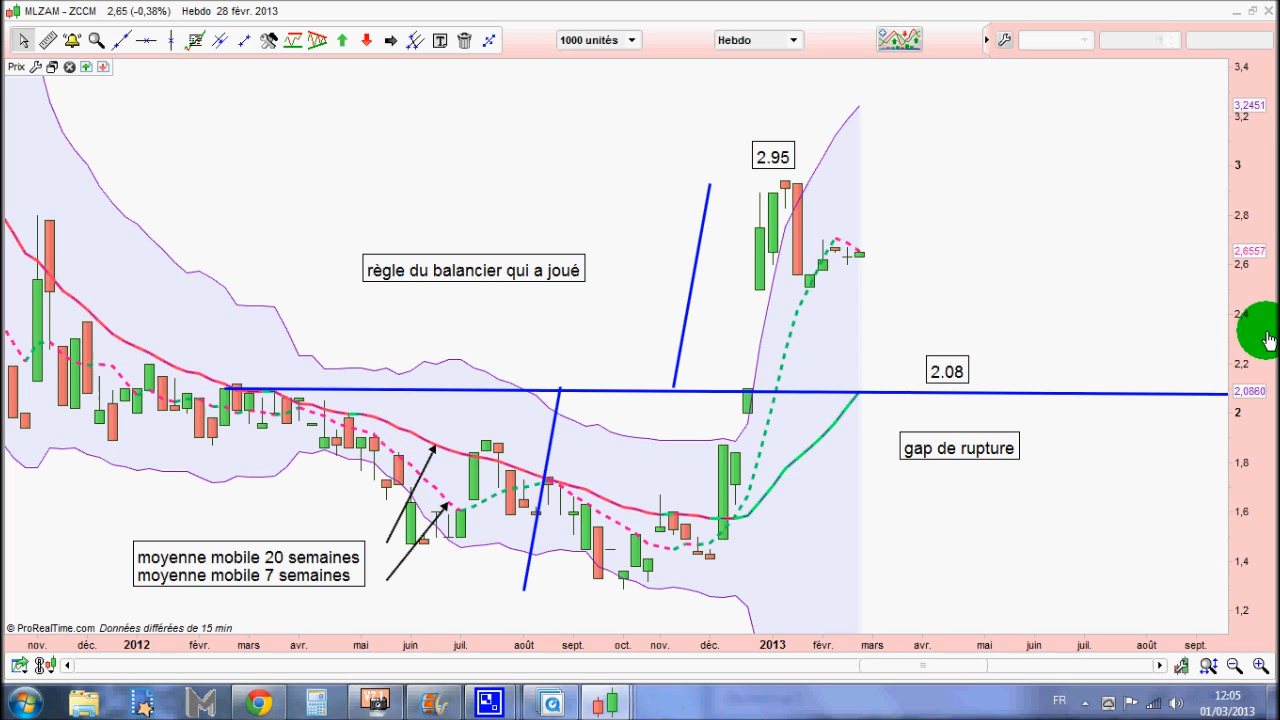 MLZAM - ZCCM 2,65 (-0,38%) Hebdo 28 févr. 2013
1000 unités
Hebdo
Prix
3,4
3,2451
3,2
3
2,8
2,6557
2,6
2,4
2,2
2,0860
2
1,8
1,6
1,4
1,2
2.95
règle du balancier qui a joué
2.08
gap de rupture
moyenne mobile 20 semaines
moyenne mobile 7 semaines
© ProRealTime.com Données différées de 15 min
nov. déc. 2012 févr. mars avr. mai juin juil. août sept. oct. nov. déc. 2013 févr. mars avr. mai juin juil. août sept.
FR
12:05
01/03/2013